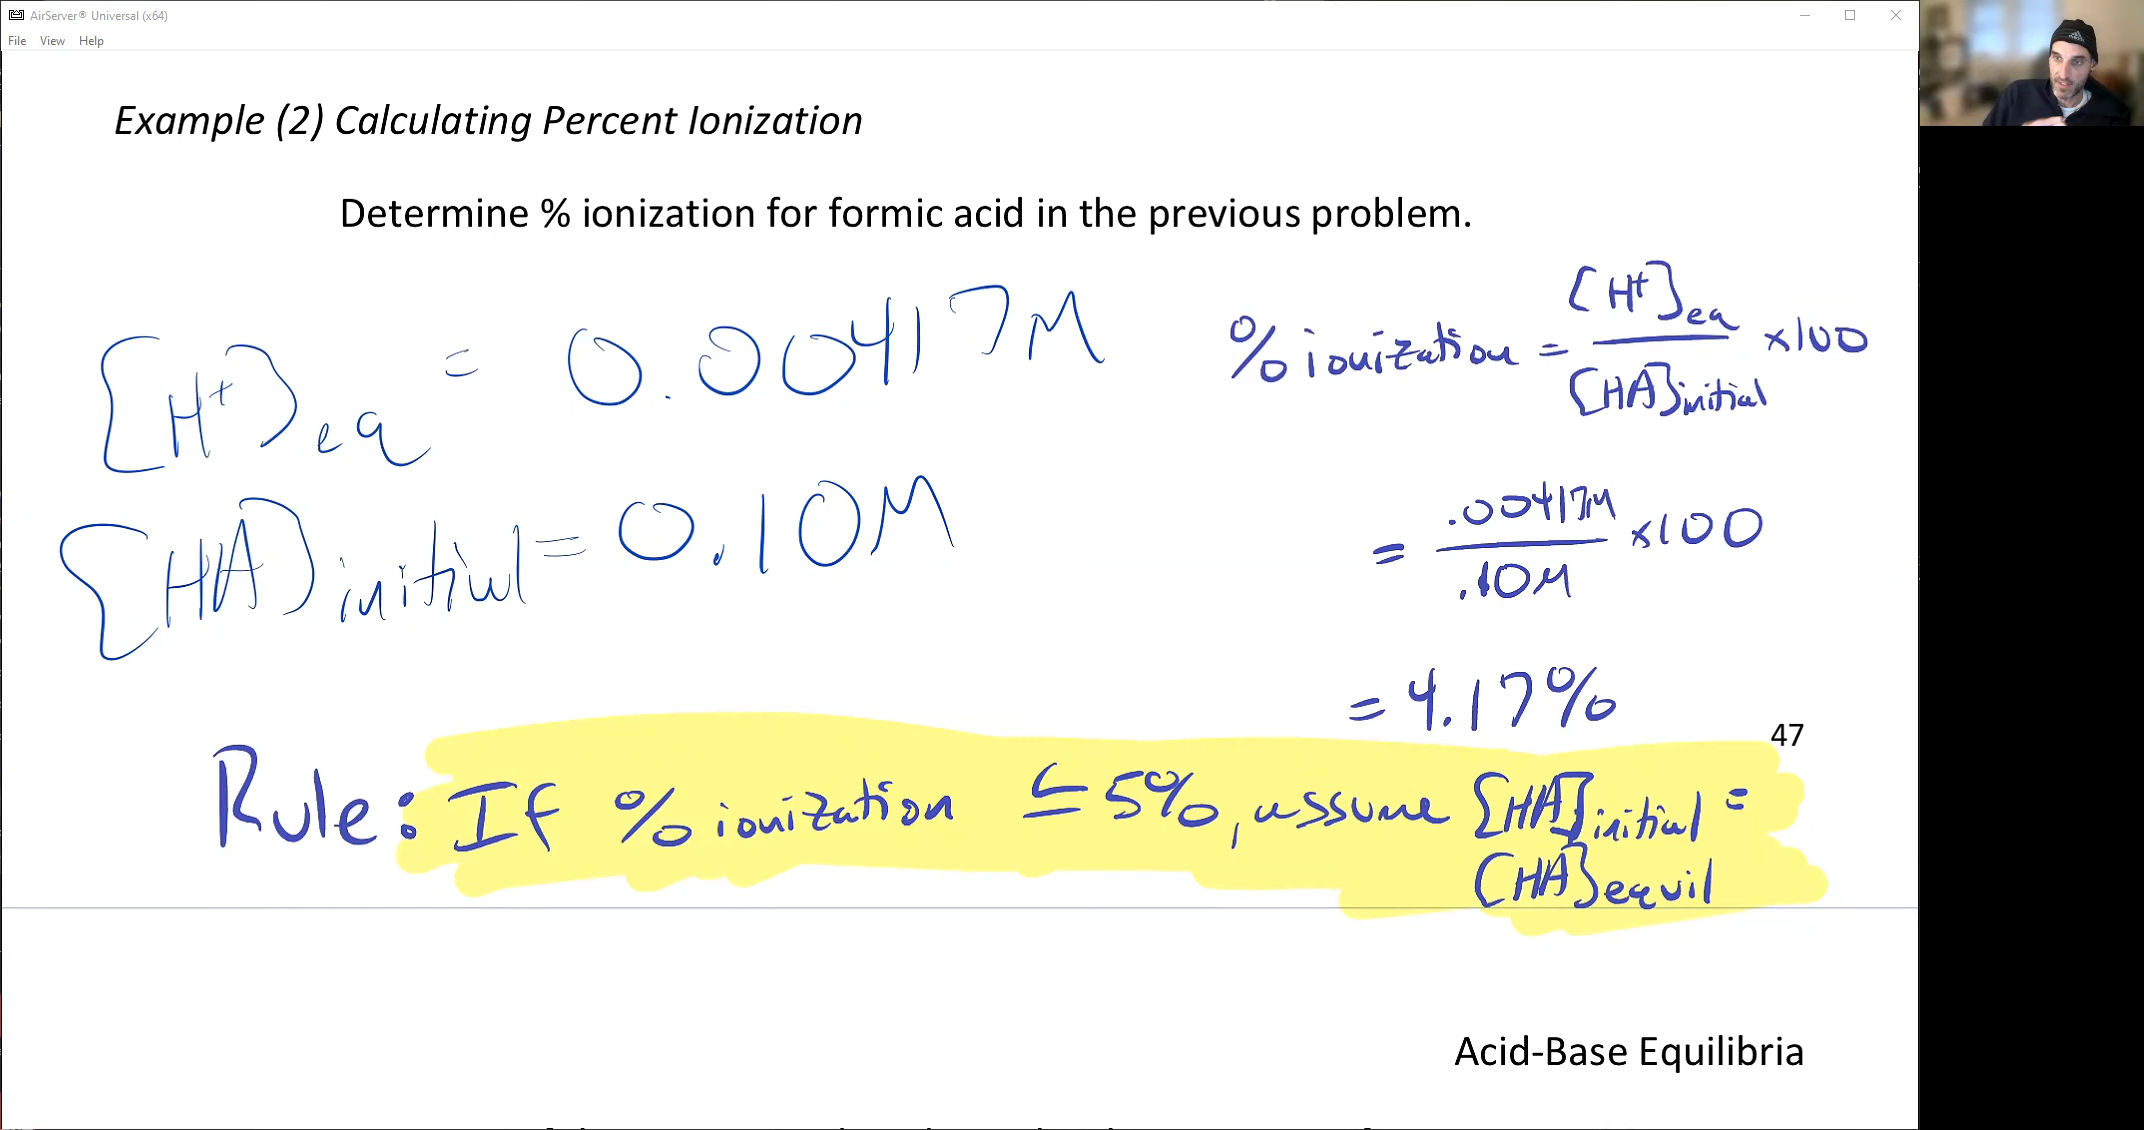 AirServer® Universal (x64)
File View Help
Example (2) Calculating Percent Ionization
Determine % ionization for formic acid in the previous problem.
[H+]eq = 0.00417M
[HA]initial = 0.10M
% ionization = [H+]eq / [HA]initial x100
= .00417M / .10M x100
= 4.17%
47
Rule: If % ionization ≤ 5%, assume [HA]initial =
[HA]equil
Acid-Base Equilibria